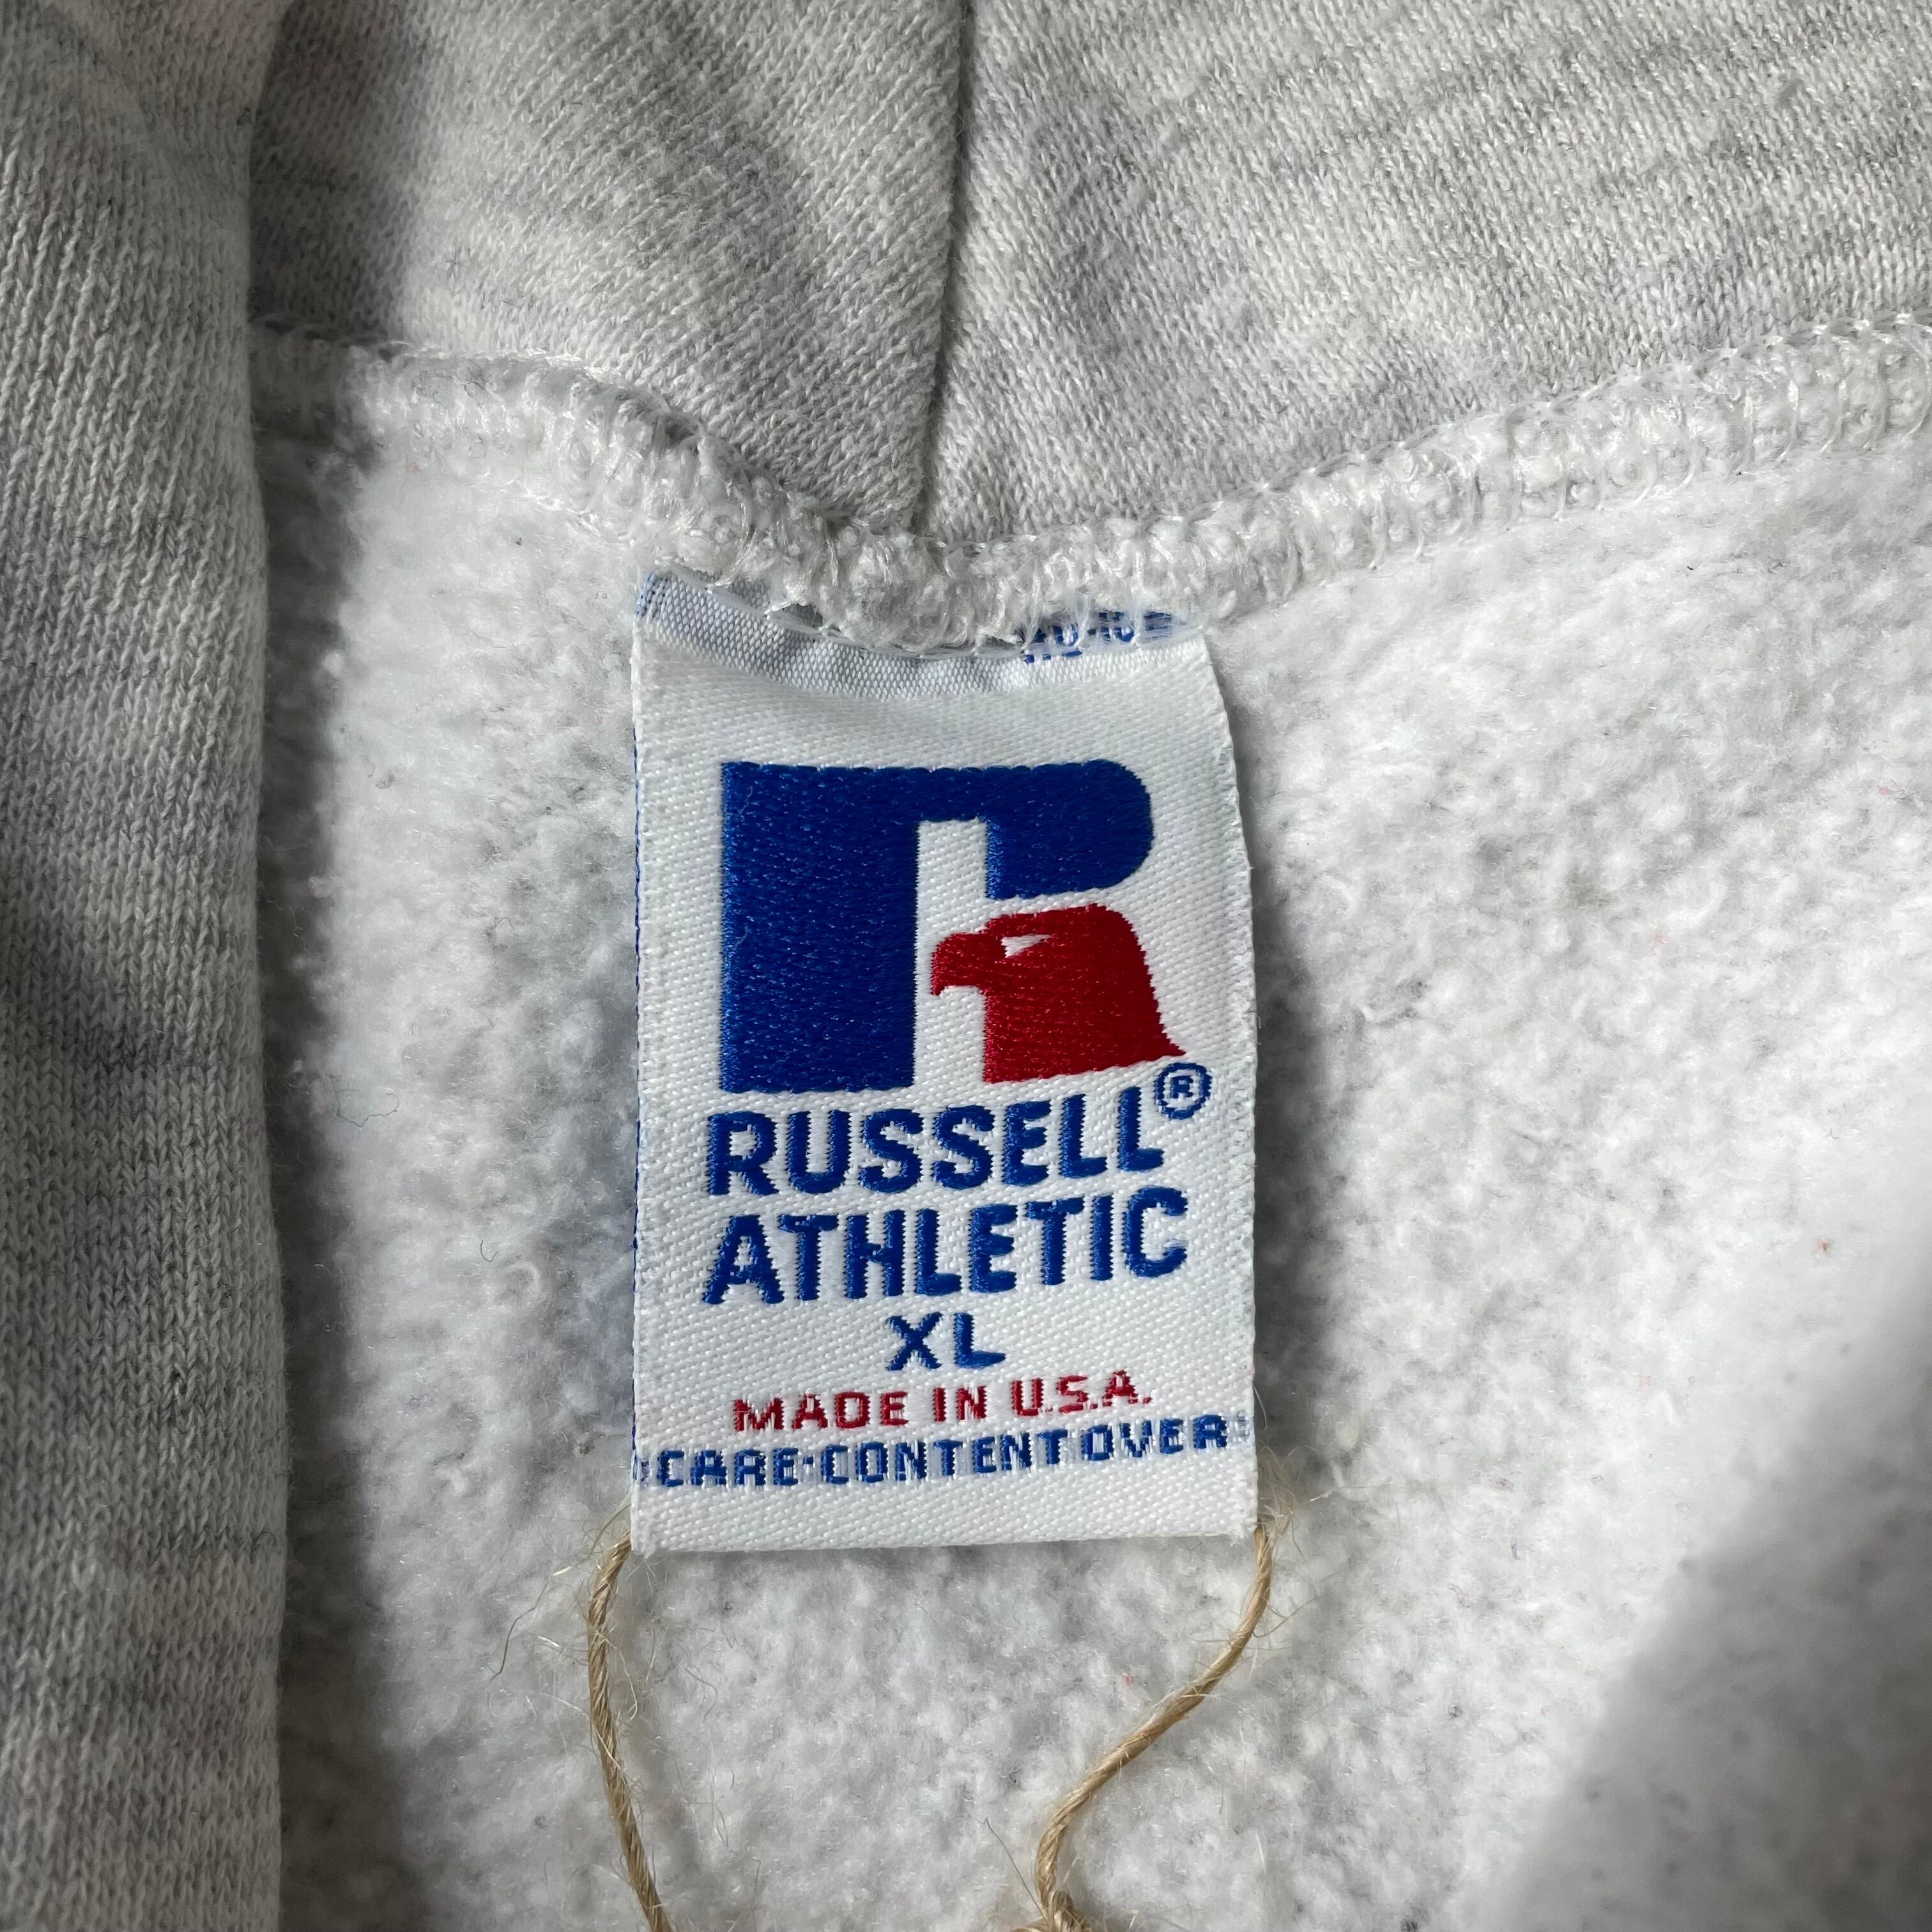 RUSSELL®
ATHLETIC
XL
MADE IN U.S.A.
CARE·CONTENT OVER